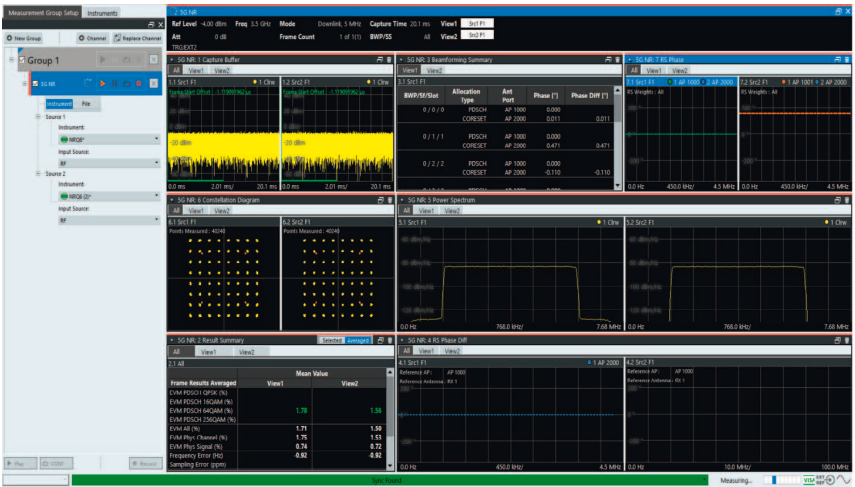 Measurement Group Setup Instruments
New Group Channel Replace Channel
Group 1
5G NR
Instrument File
Source 1
Instrument:
NRQ6*
Input Source:
RF
Source 2
Instrument:
NRQ6 (2)*
Input Source:
RF
Play Record
2 5G NR
Ref Level -4.00 dBm Freq 3.5 GHz Mode Downlink, 5 MHz Capture Time 20.1 ms View1 Src1 F1
Att 0 dB Frame Count 1 of 1(1) BWP/SS All View2 Src2 F1
TRG:EXT2
5G NR: 1 Capture Buffer
All View1 View2
1.1 Src1 F1 1 Clrw 1.2 Src2 F1 1 Clrw
0.0 ms 2.01 ms/ 20.1 ms 0.0 ms 2.01 ms/ 20.1 ms
5G NR: 3 Beamforming Summary
View1 View2
3.1 Src1 F1
BWP/Sf/Slot Allocation Type Ant Port Phase [°] Phase Diff [°]
0 / 0 / 0 PDSCH AP 1000 0.000
CORESET AP 2000 0.011 0.011
0 / 1 / 1 PDSCH AP 1000 0.000
CORESET AP 2000 0.471 0.471
0 / 2 / 2 PDSCH AP 1000 0.000
CORESET AP 2000 -0.110 -0.110
5G NR: 7 RS Phase
All View1 View2
7.1 Src1 F1 1 AP 1000 2 AP 2000 7.2 Src2 F1 1 AP 1001 2 AP 2000
RS Weights : All RS Weights : All
0.0 Hz 450.0 kHz/ 4.5 MHz 0.0 Hz 450.0 kHz/ 4.5 MHz
5G NR: 6 Constellation Diagram
All View1 View2
6.1 Src1 F1 6.2 Src2 F1
Points Measured : 40240 Points Measured : 40240
5G NR: 5 Power Spectrum
All View1 View2
5.1 Src1 F1 1 Clrw 5.2 Src2 F1 1 Clrw
0.0 Hz 768.0 kHz/ 7.68 MHz 0.0 Hz 768.0 kHz/ 7.68 MHz
5G NR: 2 Result Summary Selected Averaged
All View1 View2
2.1 All
Mean Value
Frame Results Averaged View1 View2
EVM PDSCH QPSK (%)
EVM PDSCH 16QAM (%)
EVM PDSCH 64QAM (%) 1.78 1.56
EVM PDSCH 256QAM (%)
EVM All (%) 1.71 1.50
EVM Phys Channel (%) 1.75 1.53
EVM Phys Signal (%) 0.74 0.72
Frequency Error (Hz) -0.92 -0.92
Sampling Error (ppm)
5G NR: 4 RS Phase Diff
All View1 View2
4.1 Src1 F1 1 AP 2000 4.2 Src2 F1
Reference AP : AP 1000 Reference AP : AP 1000
Reference Antenna : RX 1 Reference Antenna : RX 1
0.0 Hz 450.0 kHz/ 4.5 MHz 0.0 Hz 10.0 MHz/ 100.0 MHz
Sync Found Measuring... VISA EXT REF